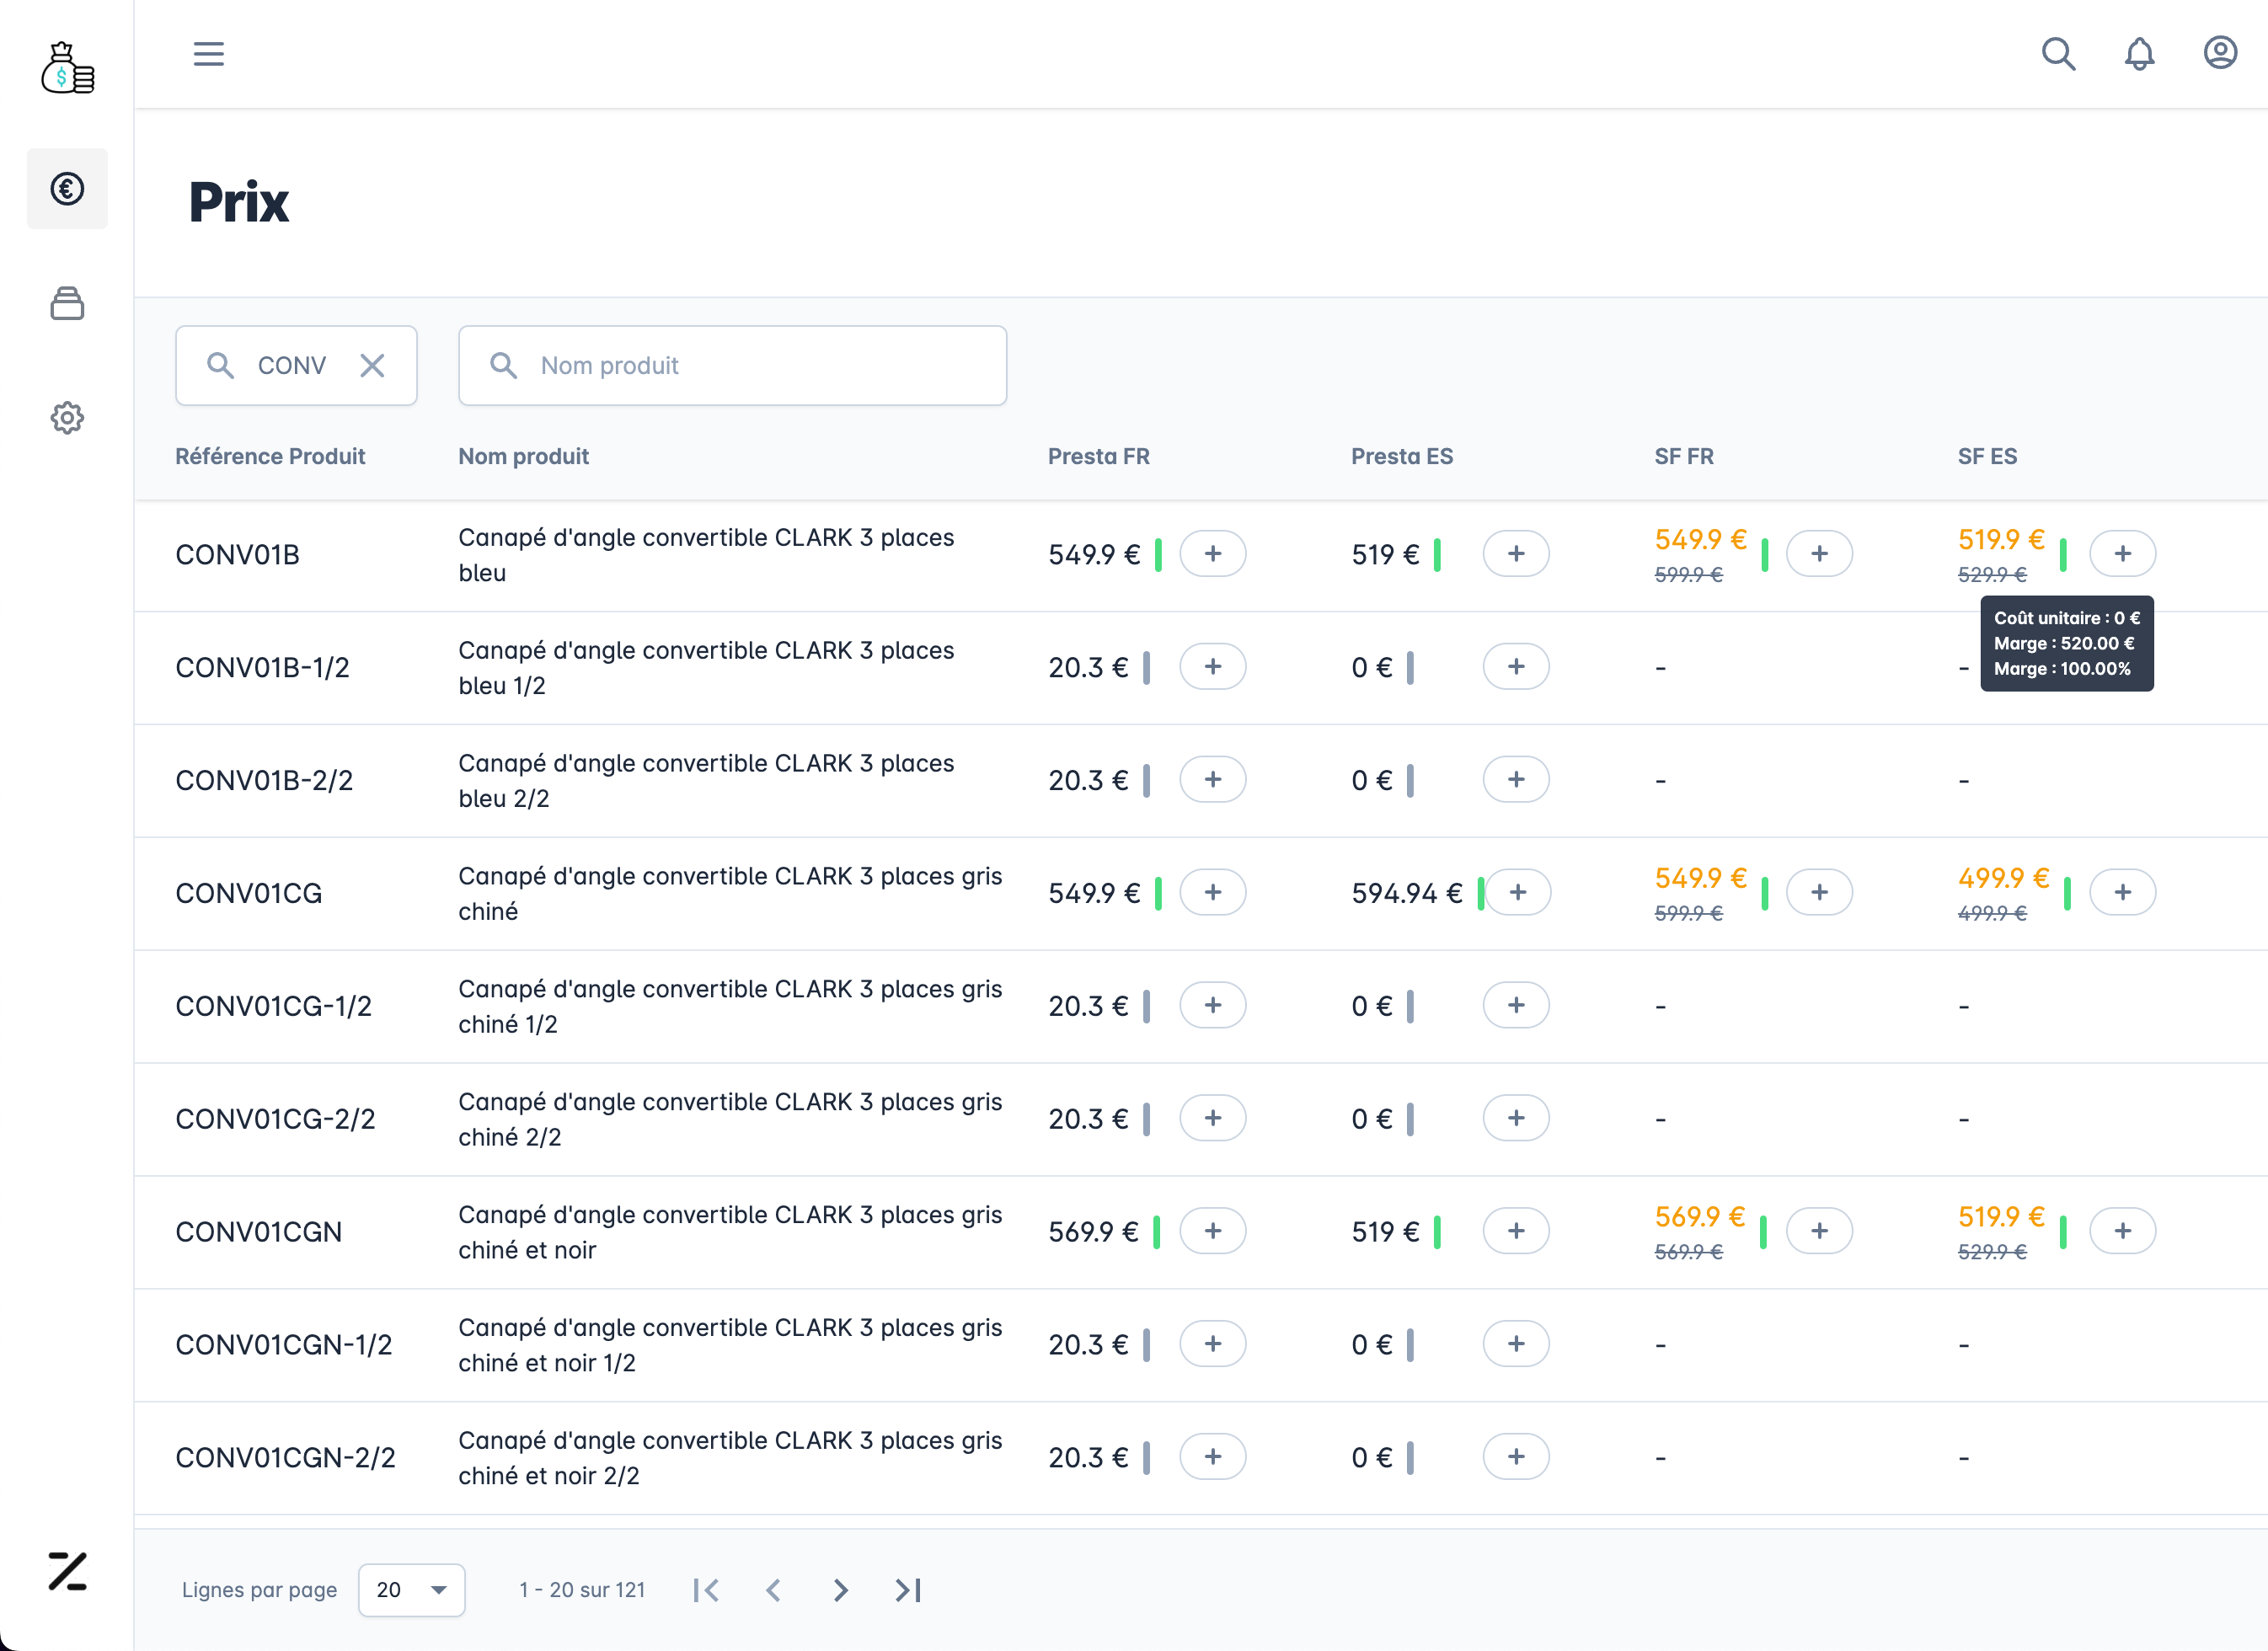 Prix
CONV
Nom produit
Référence Produit Nom produit Presta FR Presta ES SF FR SF ES
CONV01B Canapé d'angle convertible CLARK 3 places 549.9 € + 519 € + 549.9 € + 519.9 € +
bleu 599.9 € 529.9 €
Coût unitaire : 0 €
Marge : 520.00 €
Marge : 100.00%
CONV01B-1/2 Canapé d'angle convertible CLARK 3 places 20.3 € + 0 € + - -
bleu 1/2
CONV01B-2/2 Canapé d'angle convertible CLARK 3 places 20.3 € + 0 € + - -
bleu 2/2
CONV01CG Canapé d'angle convertible CLARK 3 places gris 549.9 € + 594.94 € + 549.9 € + 499.9 € +
chiné 599.9 € 499.9 €
CONV01CG-1/2 Canapé d'angle convertible CLARK 3 places gris 20.3 € + 0 € + - -
chiné 1/2
CONV01CG-2/2 Canapé d'angle convertible CLARK 3 places gris 20.3 € + 0 € + - -
chiné 2/2
CONV01CGN Canapé d'angle convertible CLARK 3 places gris 569.9 € + 519 € + 569.9 € + 519.9 € +
chiné et noir 569.9 € 529.9 €
CONV01CGN-1/2 Canapé d'angle convertible CLARK 3 places gris 20.3 € + 0 € + - -
chiné et noir 1/2
CONV01CGN-2/2 Canapé d'angle convertible CLARK 3 places gris 20.3 € + 0 € + - -
chiné et noir 2/2
Lignes par page 20 1 - 20 sur 121